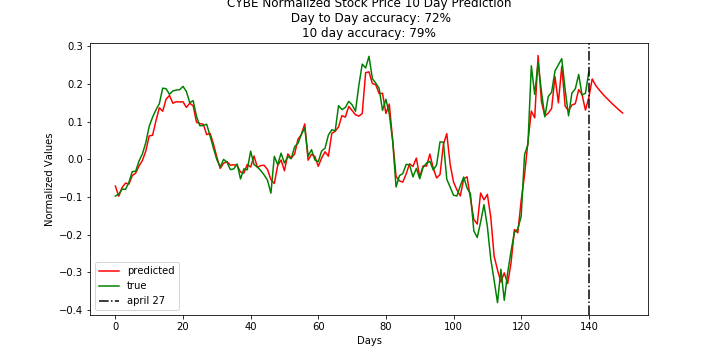 CYBE Normalized Stock Price 10 Day Prediction
Day to Day accuracy: 72%
10 day accuracy: 79%
0.3
0.2
0.1
0.0
−0.1
−0.2
−0.3
−0.4
Normalized Values
predicted
true
april 27
0
20
40
60
80
100
120
140
Days